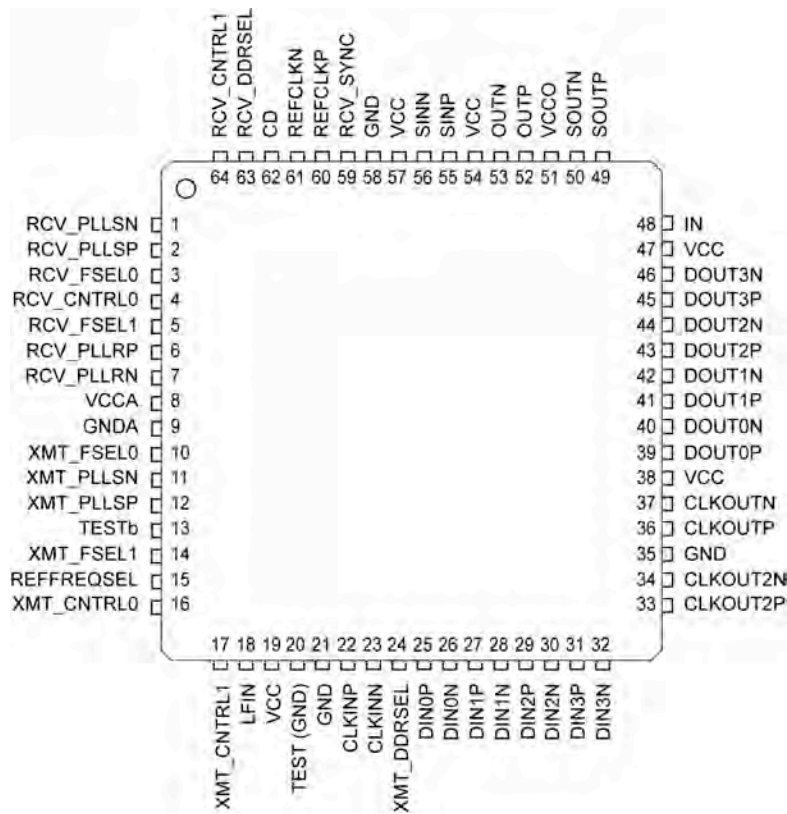 RCV_CNTRL1
RCV_DDRSEL
CD
REFCLKN
REFCLKP
RCV_SYNC
GND
VCC
SINN
SINP
VCC
OUTN
OUTP
VCCO
SOUTN
SOUTP
64 63 62 61 60 59 58 57 56 55 54 53 52 51 50 49
RCV_PLLSN 1
RCV_PLLSP 2
RCV_FSEL0 3
RCV_CNTRL0 4
RCV_FSEL1 5
RCV_PLLRP 6
RCV_PLLRN 7
VCCA 8
GNDA 9
XMT_FSEL0 10
XMT_PLLSN 11
XMT_PLLSP 12
TESTb 13
XMT_FSEL1 14
REFFREQSEL 15
XMT_CNTRL0 16
48 IN
47 VCC
46 DOUT3N
45 DOUT3P
44 DOUT2N
43 DOUT2P
42 DOUT1N
41 DOUT1P
40 DOUT0N
39 DOUT0P
38 VCC
37 CLKOUTN
36 CLKOUTP
35 GND
34 CLKOUT2N
33 CLKOUT2P
17 18 19 20 21 22 23 24 25 26 27 28 29 30 31 32
XMT_CNTRL1
LFIN
VCC
TEST (GND)
GND
CLKINP
CLKINN
XMT_DDRSEL
DIN0P
DIN0N
DIN1P
DIN1N
DIN2P
DIN2N
DIN3P
DIN3N